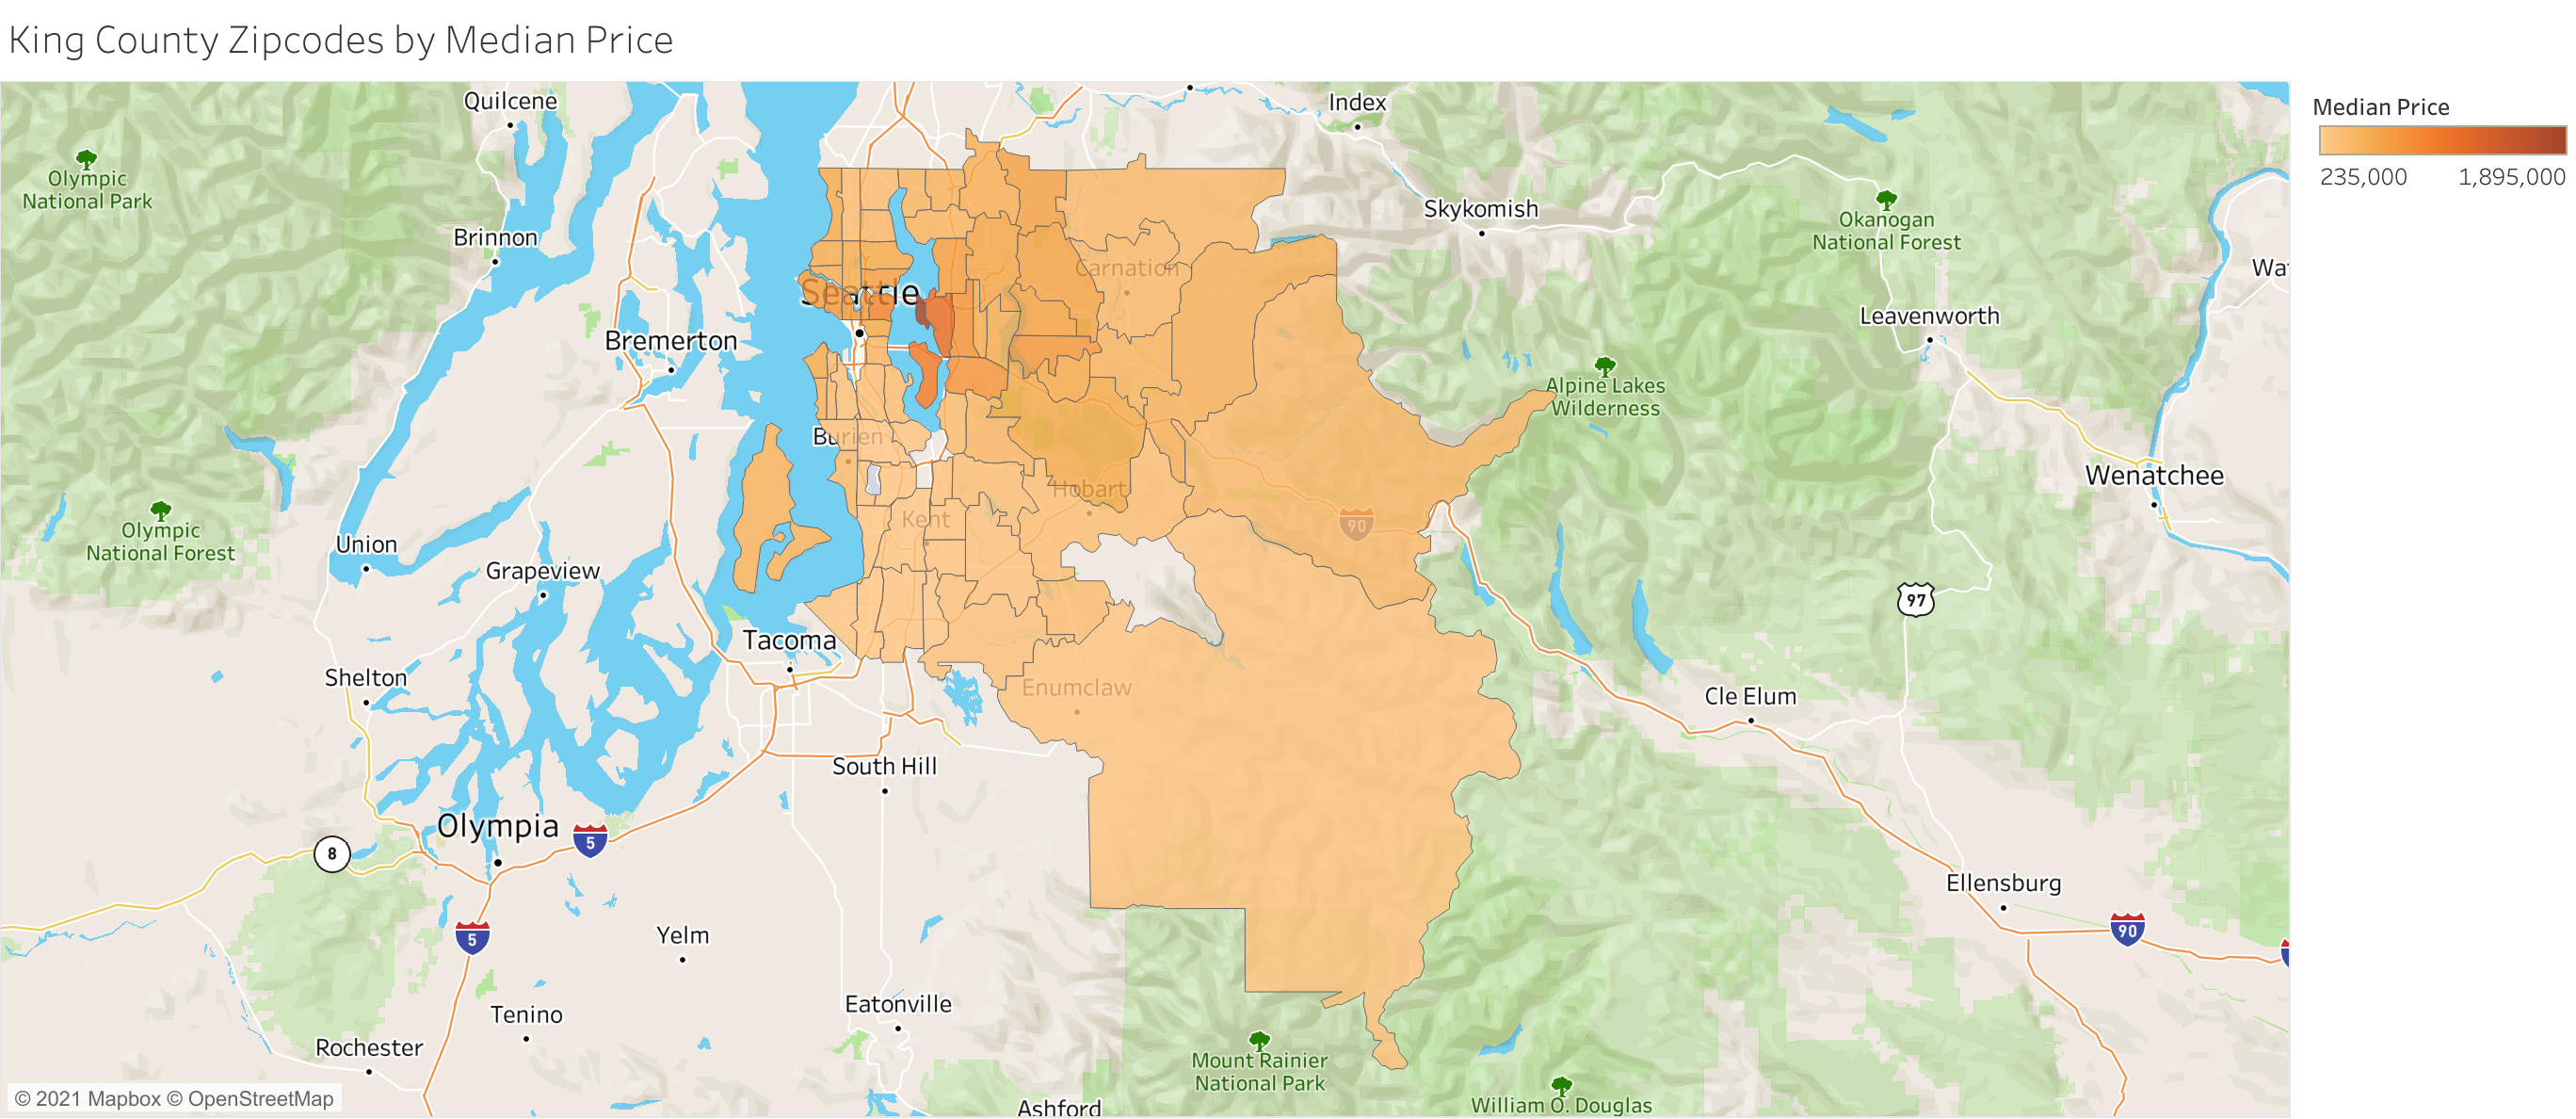 King County Zipcodes by Median Price
Quilcene
Index
Median Price
235,000
1,895,000
Olympic
National Park
Skykomish
Okanogan
National Forest
Brinnon
Carnation
Seattle
Leavenworth
Bremerton
Alpine Lakes
Wilderness
Burien
Wenatchee
Hobart
Kent
90
Olympic
National Forest
Union
Grapeview
97
Tacoma
Shelton
Enumclaw
Cle Elum
South Hill
Olympia
5
8
Ellensburg
90
5
Yelm
Eatonville
Tenino
Rochester
Mount Rainier
National Park
© 2021 Mapbox © OpenStreetMap
Ashford
William O. Douglas